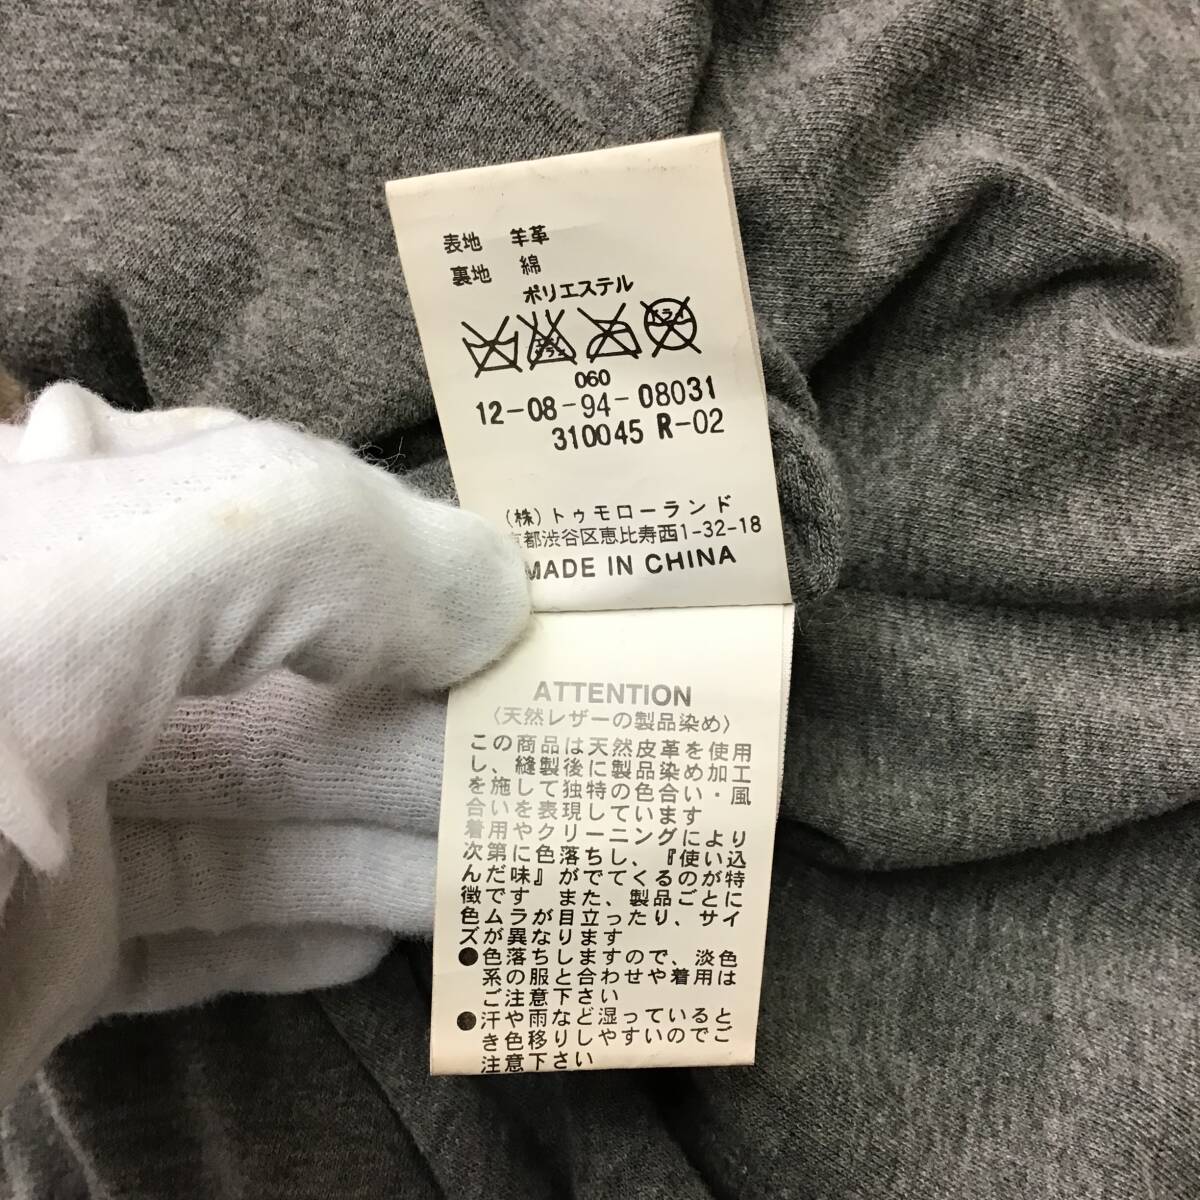 表地 羊革
裏地 綿
ポリエステル
ドライ
060
12-08-94-08031
310045 R-02
(株)トゥモローランド
都渋谷区恵比寿西1-32-18
MADE IN CHINA
ATTENTION
〈天然レザーの製品染め〉
この商品は天然皮革を使用
し、縫製後に製品染め加工
を施して独特の色合い・風
合いを表現しています
着用やクリーニングにより
次第に色落ちし、『使い込
んだ味』がでてくるのが特
徴です また、製品ごとに
色ムラが目立ったり、サイ
ズが異なります
●色落ちしますので、淡色
系の服と合わせや着用は
ご注意下さい
●汗や雨など湿っていると
き色移りしやすいのでご
注意下さい